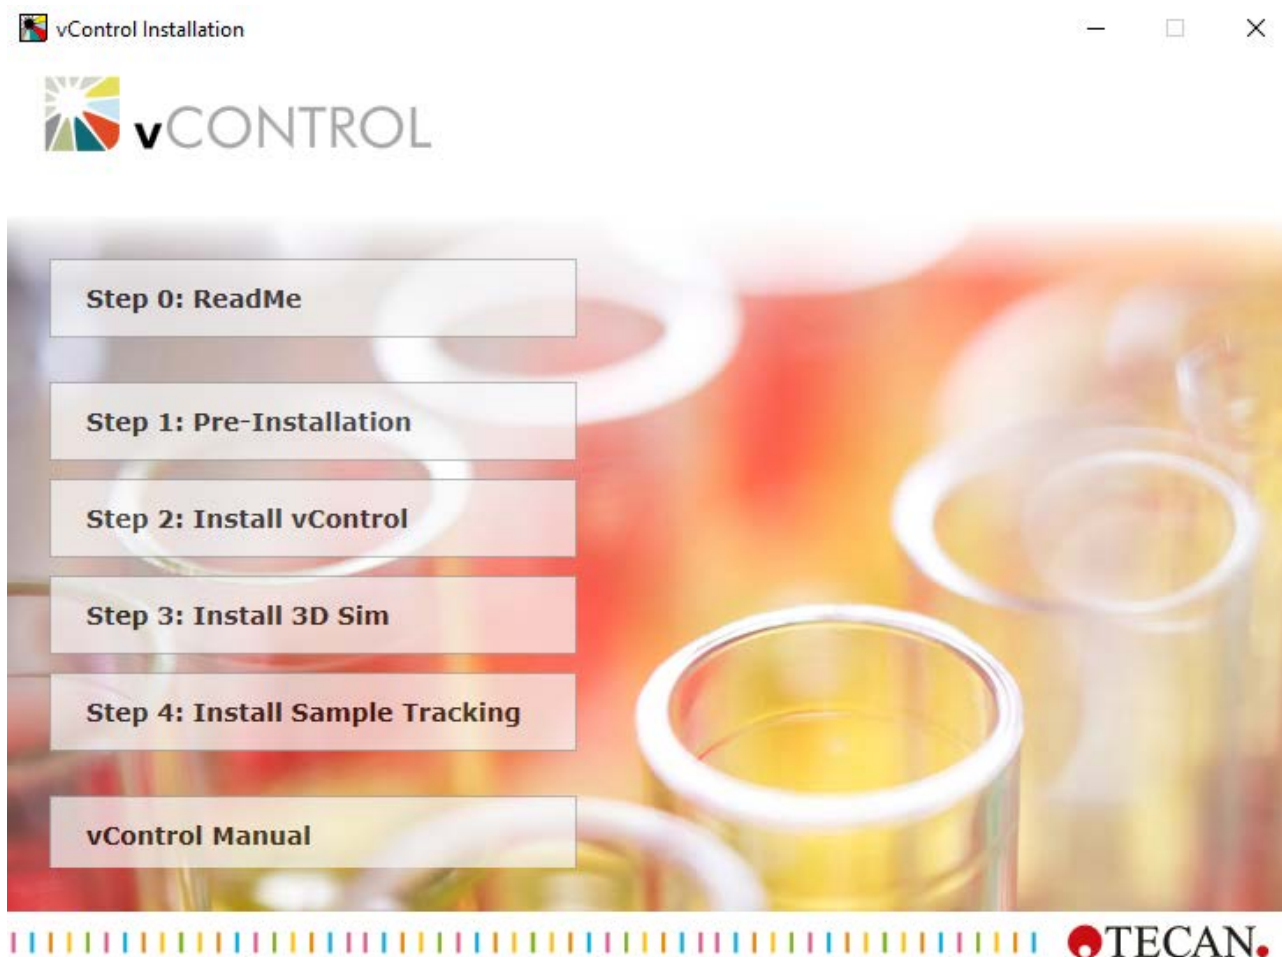 vControl Installation
vCONTROL
Step 0: ReadMe
Step 1: Pre-Installation
Step 2: Install vControl
Step 3: Install 3D Sim
Step 4: Install Sample Tracking
vControl Manual
TECAN.